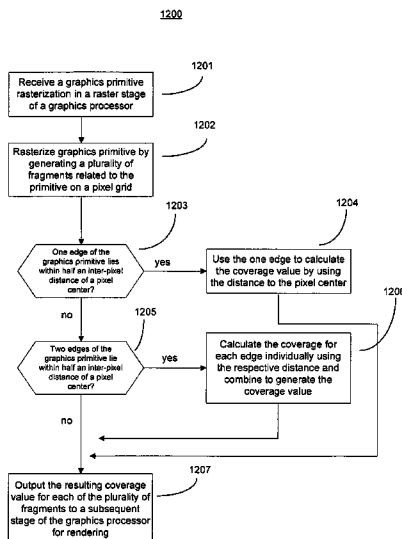 1200
1201
Receive a graphics primitive
rasterization in a raster stage
of a graphics processor
1202
Rasterize graphics primitive by
generating a plurality of
fragments related to the
primitive on a pixel grid
1203
1204
One edge of the
graphics primitive lies
within half an inter-pixel
distance of a pixel
center?
yes
Use the one edge to calculate
the coverage value by using
the distance to the pixel center
no
1205
1206
Two edges of the
graphics primitive lie
within half an inter-pixel
distance of a pixel
center?
yes
Calculate the coverage for
each edge individually using
the respective distance and
combine to generate the
coverage value
no
1207
Output the resulting coverage
value for each of the plurality of
fragments to a subsequent
stage of the graphics processor
for rendering